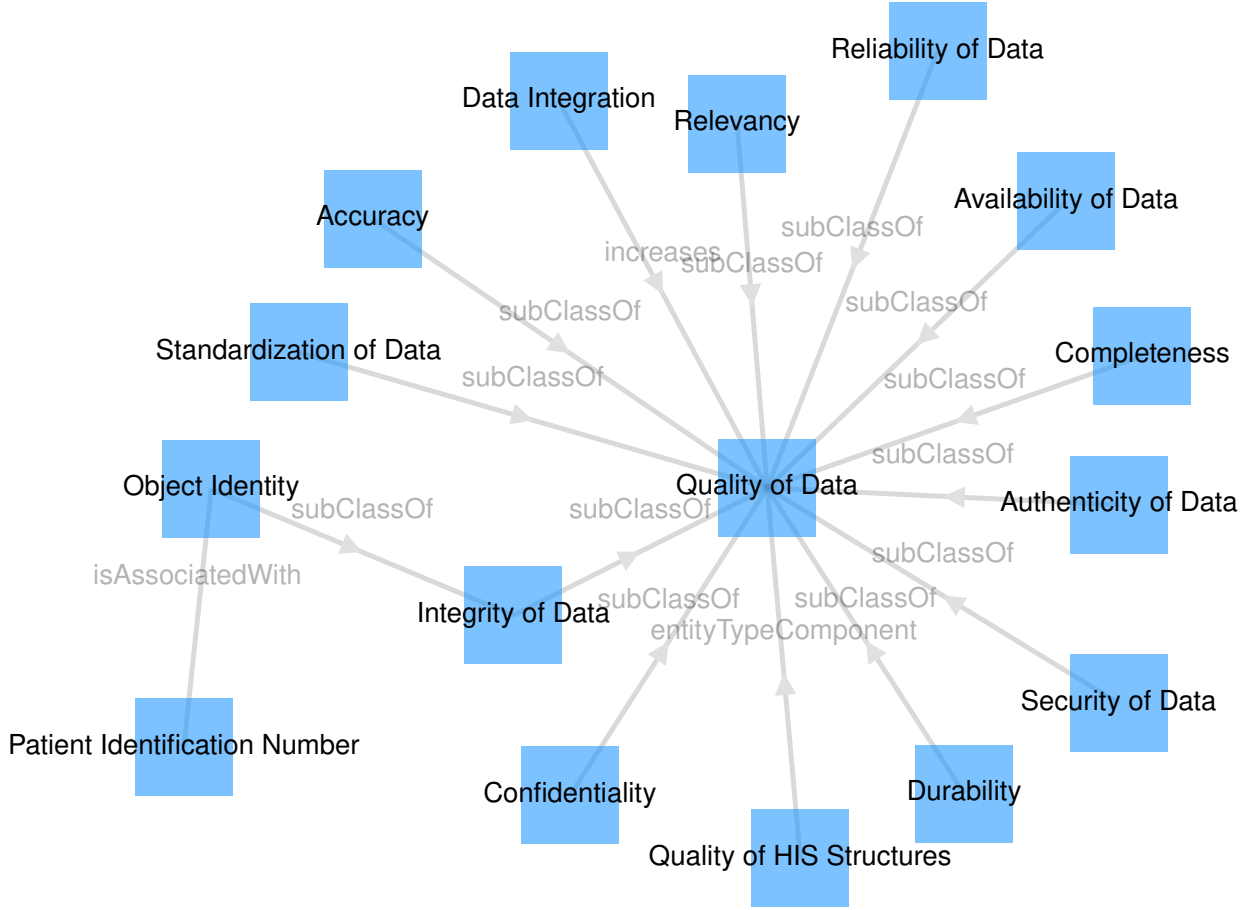 Reliability of Data
Data Integration
Relevancy
Availability of Data
Accuracy
subClassOf
increases
subClassOf
subClassOf
subClassOf
Standardization of Data
Completeness
subClassOf
subClassOf
subClassOf
Quality of Data
Object Identity
Authenticity of Data
subClassOf
subClassOf
subClassOf
isAssociatedWith
subClassOf
subClassOf
Integrity of Data
entityTypeComponent
Security of Data
Patient Identification Number
Confidentiality
Durability
Quality of HIS Structures